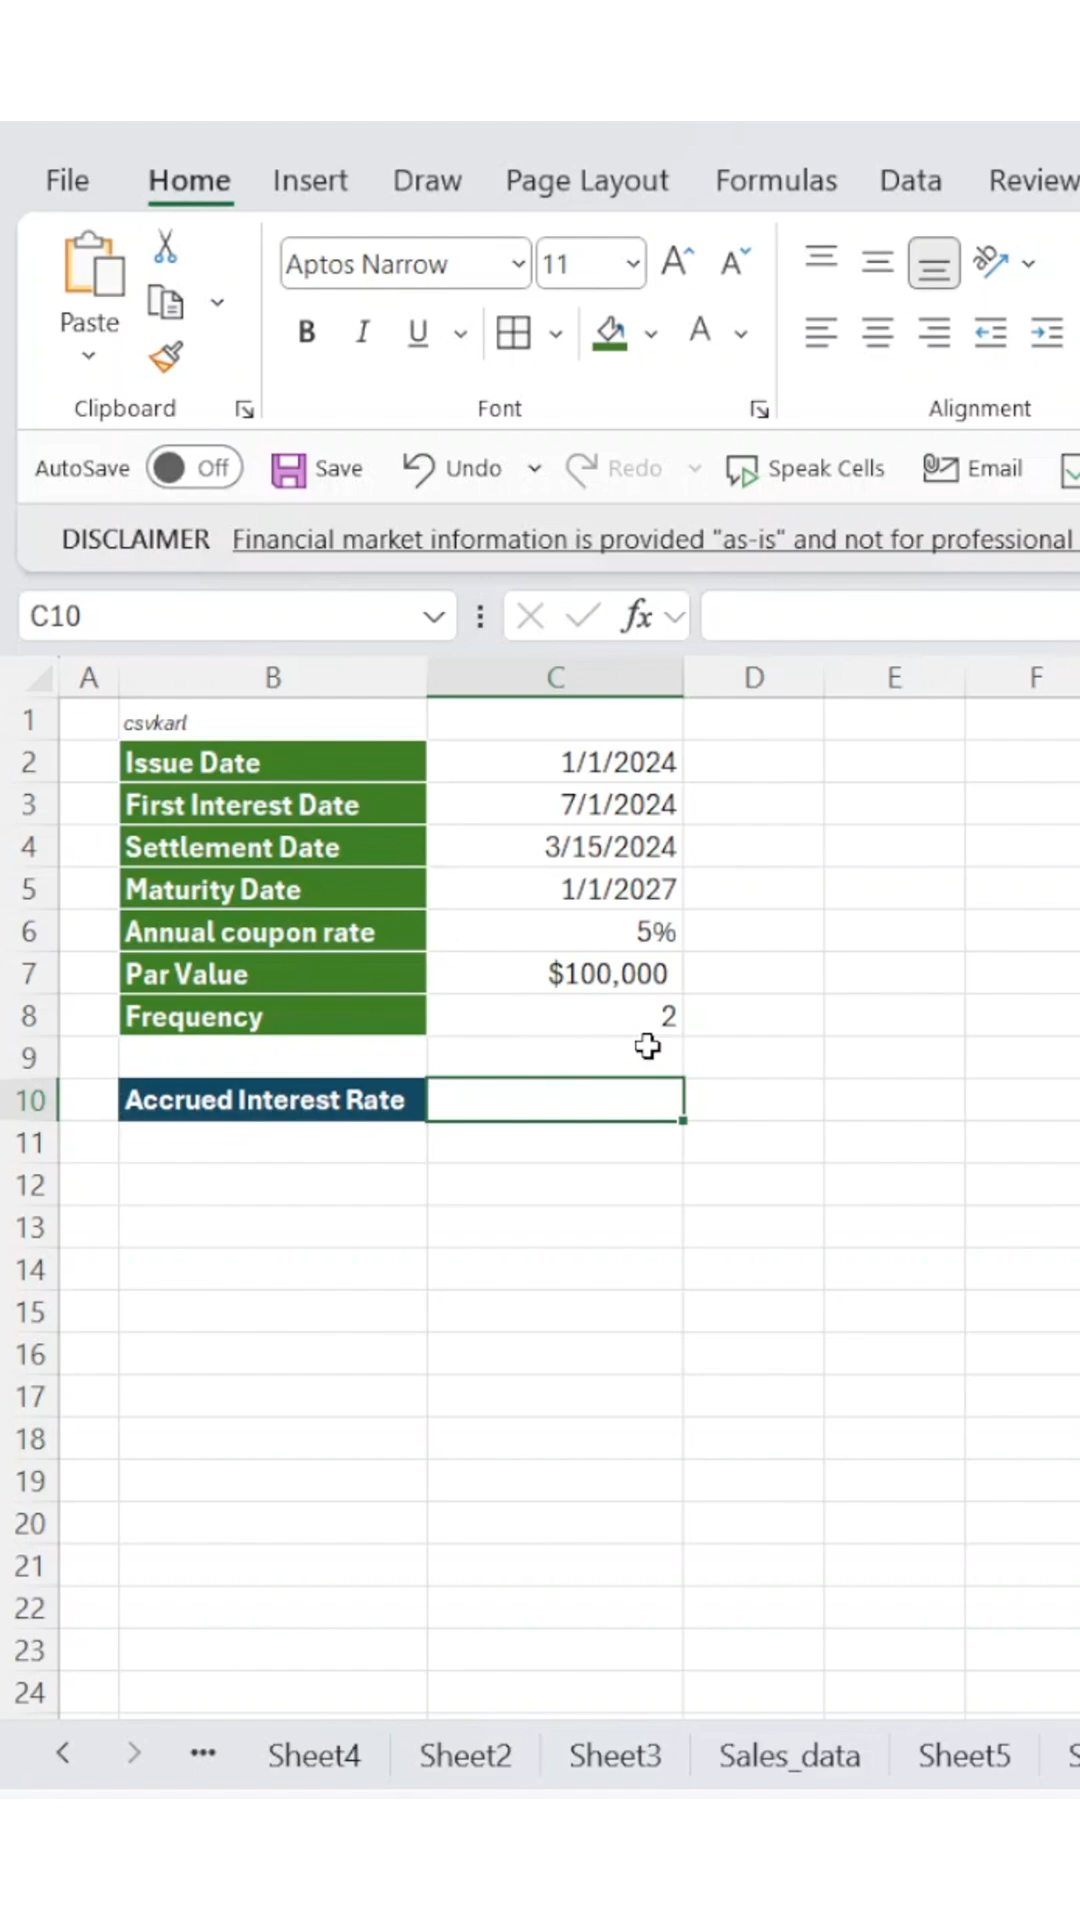 File Home Insert Draw Page Layout Formulas Data Review
Aptos Narrow 11 A A ab
Paste B I U A
Clipboard Font Alignment
AutoSave Off Save Undo Redo Speak Cells Email
DISCLAIMER Financial market information is provided "as-is" and not for professional
C10 fx
A B C D E F
1 csvkarl
2 Issue Date 1/1/2024
3 First Interest Date 7/1/2024
4 Settlement Date 3/15/2024
5 Maturity Date 1/1/2027
6 Annual coupon rate 5%
7 Par Value $100,000
8 Frequency 2
9
10 Accrued Interest Rate
11
12
13
14
15
16
17
18
19
20
21
22
23
24
Sheet4 Sheet2 Sheet3 Sales_data Sheet5